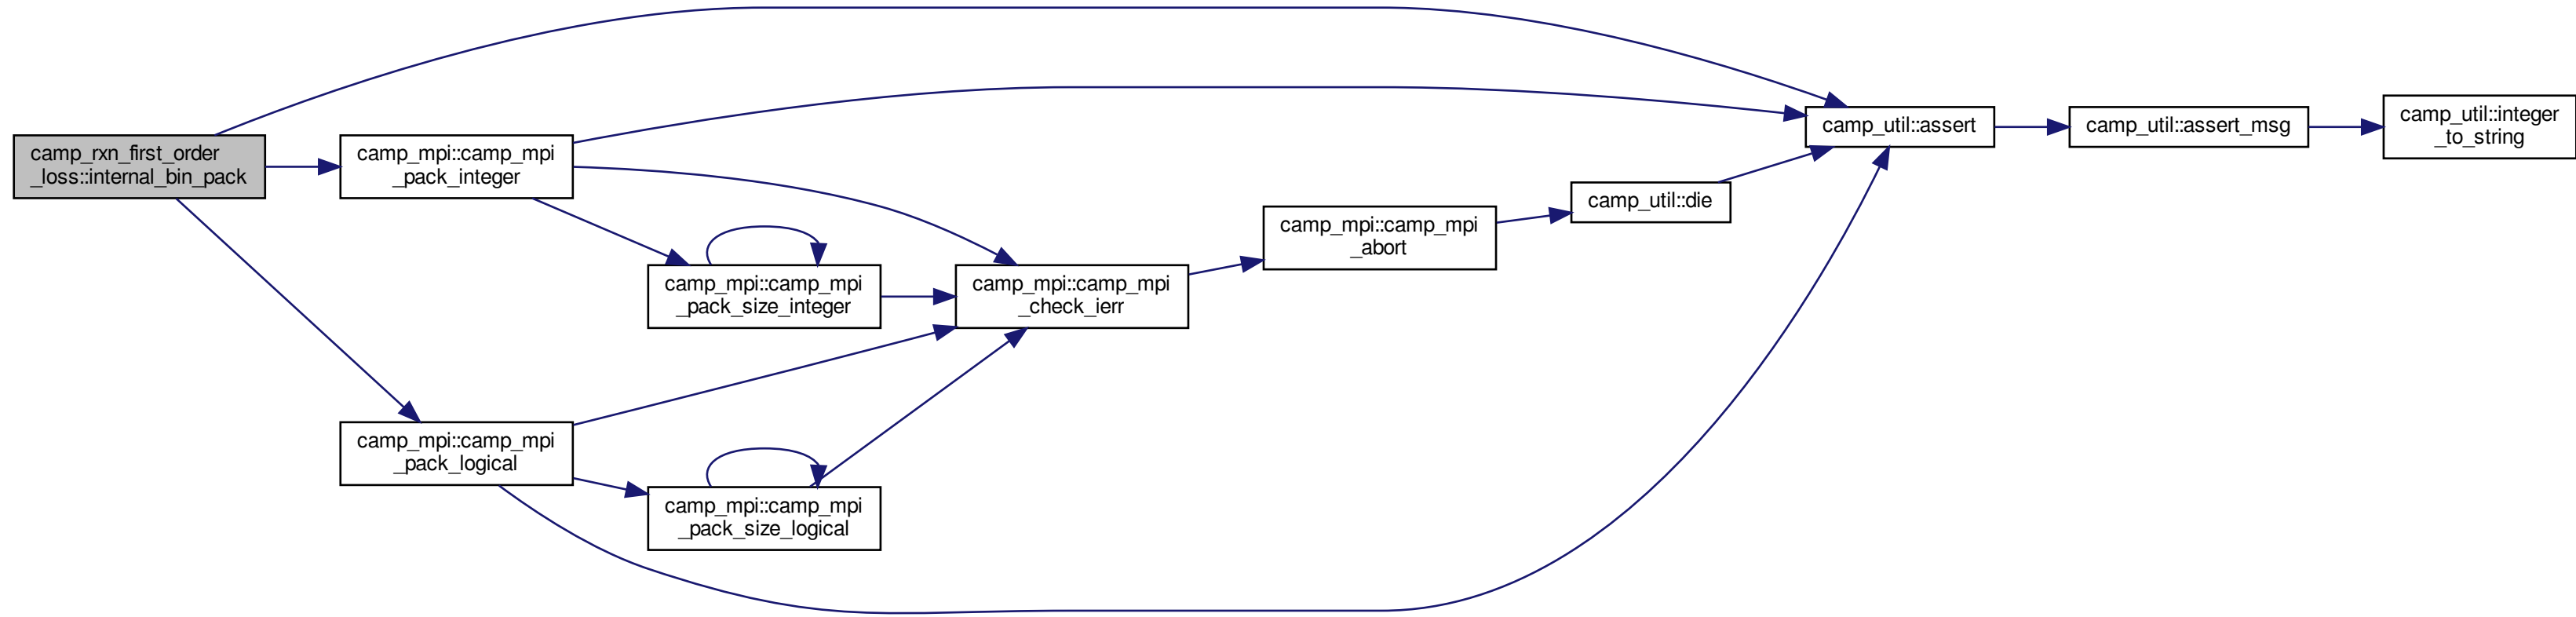 camp_rxn_first_order
_loss::internal_bin_pack
camp_mpi::camp_mpi
_pack_integer
camp_mpi::camp_mpi
_pack_size_integer
camp_mpi::camp_mpi
_check_ierr
camp_mpi::camp_mpi
_abort
camp_util::die
camp_util::assert
camp_util::assert_msg
camp_util::integer
_to_string
camp_mpi::camp_mpi
_pack_logical
camp_mpi::camp_mpi
_pack_size_logical